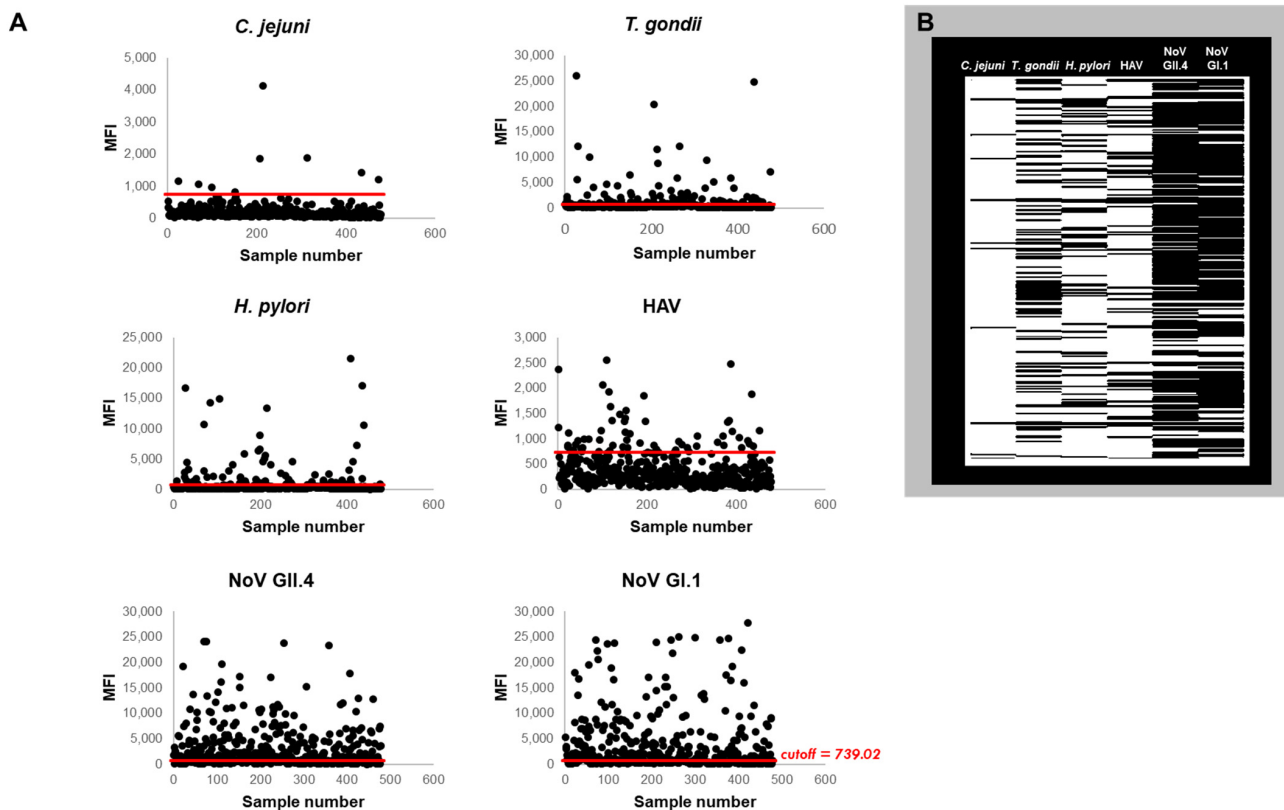 A
C. jejuni
5,000
4,000
3,000
2,000
1,000
0
MFI
0 200 400 600
Sample number
T. gondii
30,000
25,000
20,000
15,000
10,000
5,000
0
MFI
0 200 400 600
Sample number
H. pylori
25,000
20,000
15,000
10,000
5,000
0
MFI
0 200 400 600
Sample number
HAV
3,000
2,500
2,000
1,500
1,000
500
0
MFI
0 200 400 600
Sample number
NoV GII.4
30,000
25,000
20,000
15,000
10,000
5,000
0
MFI
0 100 200 300 400 500
Sample number
NoV GI.1
30,000
25,000
20,000
15,000
10,000
5,000
0
MFI
0 100 200 300 400 500
Sample number
cutoff = 739.02
B
C. jejuni T. gondii H. pylori HAV NoV GII.4 NoV GI.1